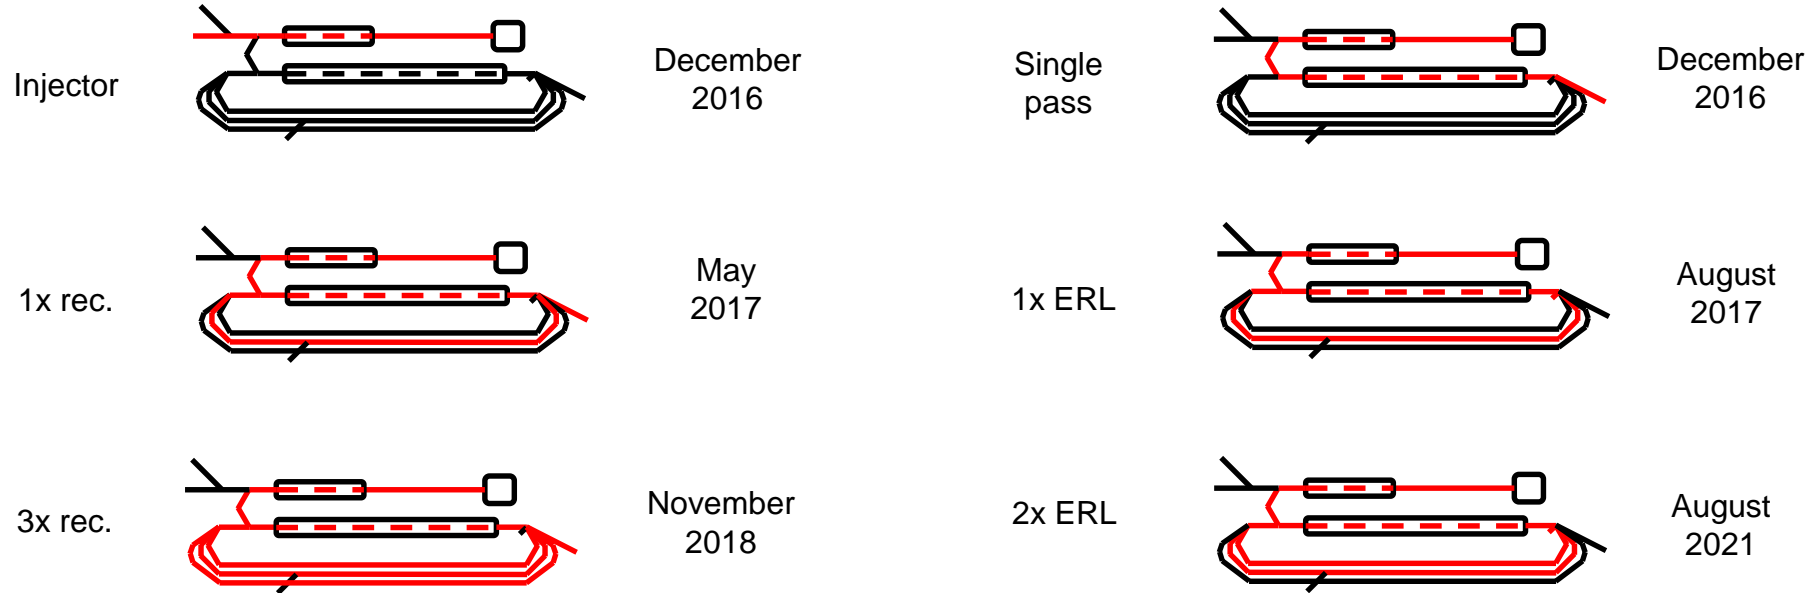 Injector
December
2016
Single
pass
December
2016
1x rec.
May
2017
1x ERL
August
2017
3x rec.
November
2018
2x ERL
August
2021